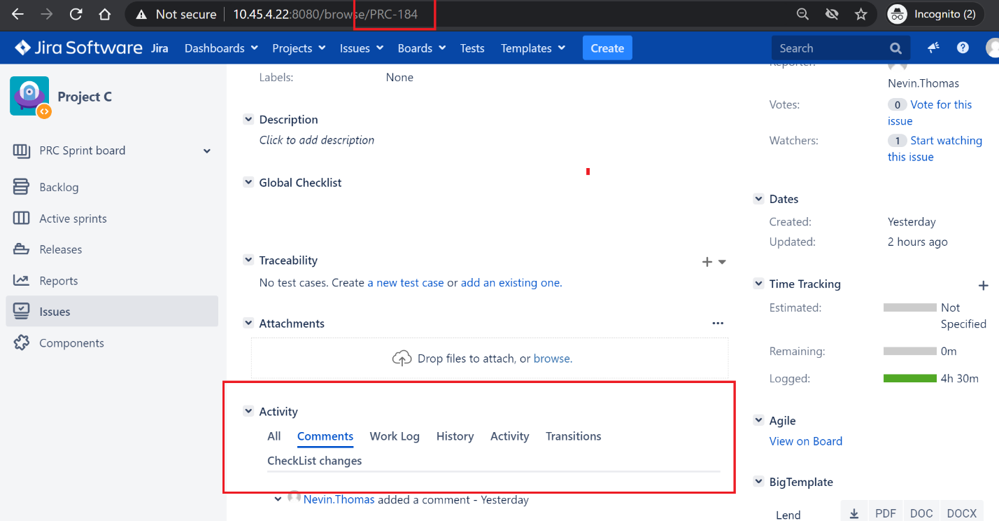 Not secure | 10.45.4.22:8080/browse/PRC-184
Incognito (2)
Jira Software Jira Dashboards Projects Issues Boards Tests Templates Create Search
Project C
PRC Sprint board
Backlog
Active sprints
Releases
Reports
Issues
Components
Labels: None
Description
Click to add description
Global Checklist
Traceability
No test cases. Create a new test case or add an existing one.
Attachments
Drop files to attach, or browse.
Activity
All Comments Work Log History Activity Transitions
CheckList changes
Nevin.Thomas added a comment - Yesterday
Reporter:
Nevin.Thomas
Votes: 0 Vote for this
issue
Watchers: 1 Start watching
this issue
Dates
Created: Yesterday
Updated: 2 hours ago
Time Tracking
Estimated: Not
Specified
Remaining: 0m
Logged: 4h 30m
Agile
View on Board
BigTemplate
Lend PDF DOC DOCX